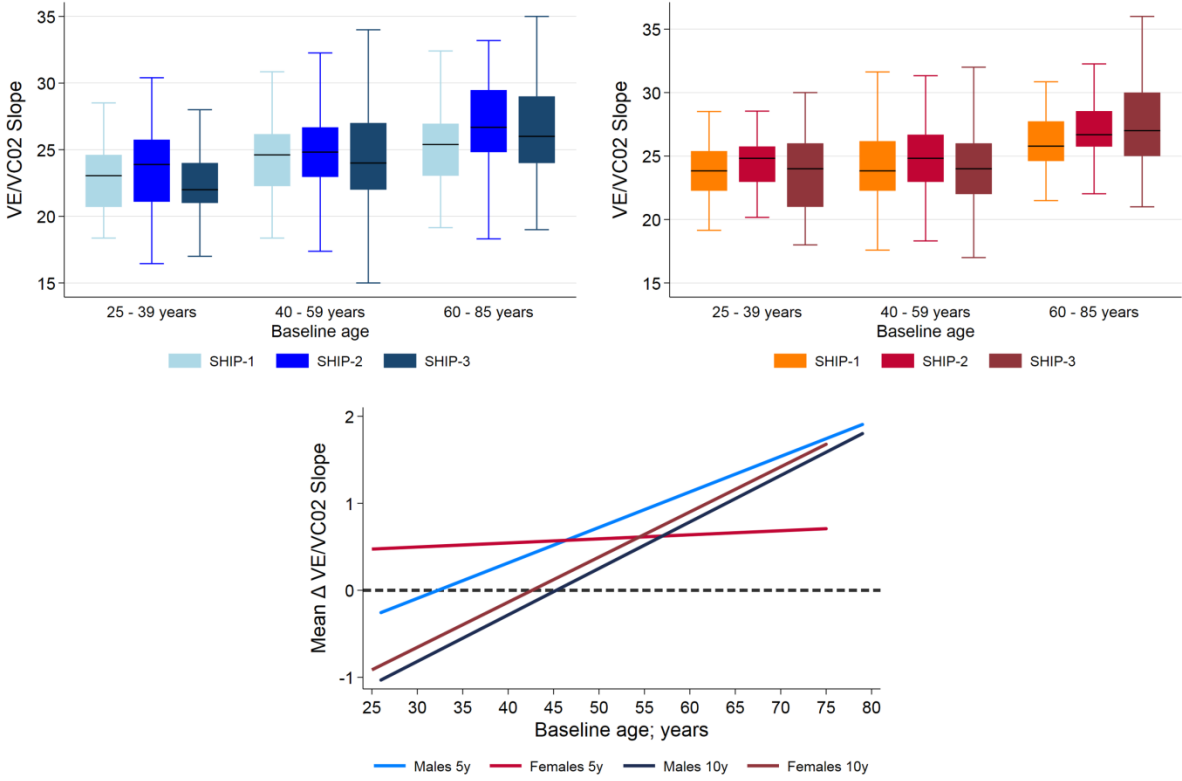 35
30
25
20
15
VE/VC02 Slope
25 - 39 years
40 - 59 years
60 - 85 years
Baseline age
SHIP-1
SHIP-2
SHIP-3
35
30
25
20
15
VE/VC02 Slope
25 - 39 years
40 - 59 years
60 - 85 years
Baseline age
SHIP-1
SHIP-2
SHIP-3
2
1
0
-1
Mean Δ VE/VC02 Slope
25 30 35 40 45 50 55 60 65 70 75 80
Baseline age; years
Males 5y
Females 5y
Males 10y
Females 10y